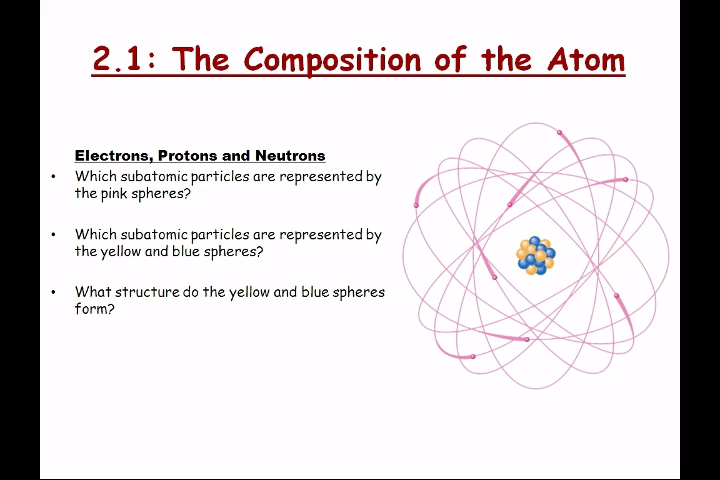 2.1: The Composition of the Atom
Electrons, Protons and Neutrons
• Which subatomic particles are represented by
the pink spheres?
• Which subatomic particles are represented by
the yellow and blue spheres?
• What structure do the yellow and blue spheres
form?